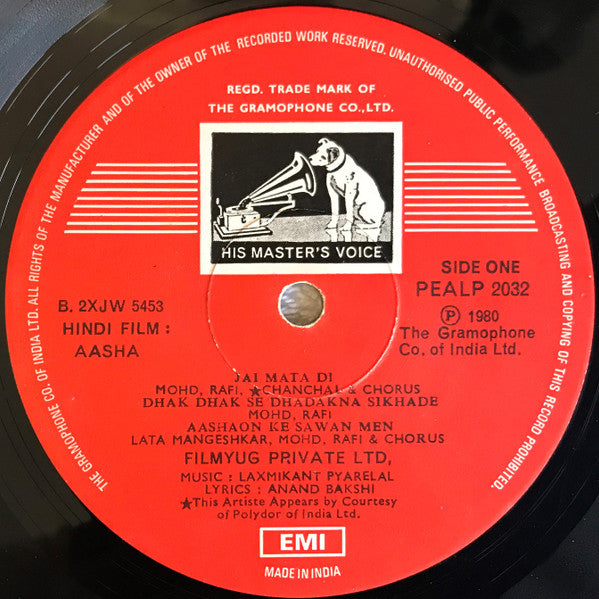 THE GRAMOPHONE CO. OF INDIA LTD. ALL RIGHTS OF THE MANUFACTURER AND OF THE OWNER OF THE RECORDED WORK RESERVED. UNAUTHORISED PUBLIC PERFORMANCE BROADCASTING AND COPYING OF THIS RECORD PROHIBITED.
REGD. TRADE MARK OF
THE GRAMOPHONE CO.,LTD.
HIS MASTER'S VOICE
SIDE ONE
PEALP 2032
Ⓟ 1980
The Gramophone
Co. of India Ltd.
B. 2XJW 5453
HINDI FILM :
AASHA
JAI MATA DI
MOHD, RAFI, ★CHANCHAL & CHORUS
DHAK DHAK SE DHADAKNA SIKHADE
MOHD, RAFI
AASHAON KE SAWAN MEN
LATA MANGESHKAR, MOHD, RAFI & CHORUS
FILMYUG PRIVATE LTD,
MUSIC : LAXMIKANT PYARELAL
LYRICS : ANAND BAKSHI
★This Artiste Appears by Courtesy
of Polydor of India Ltd.
EMI
MADE IN INDIA